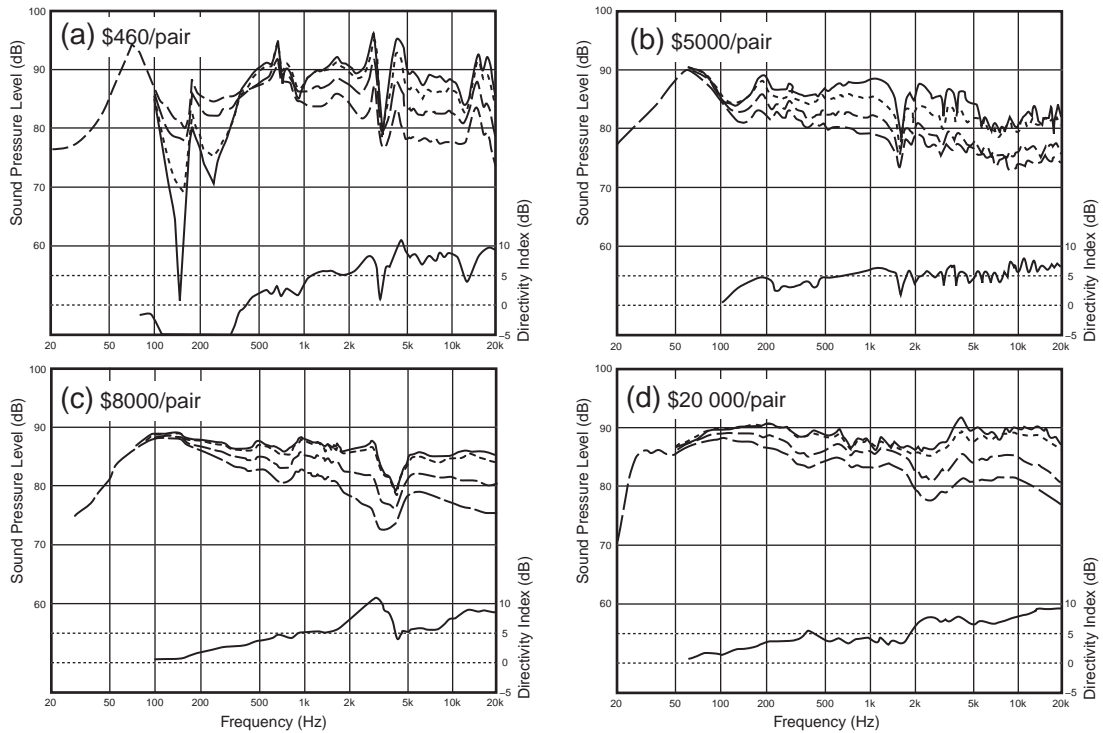 (a) $460/pair
100
90
80
70
60
Sound Pressure Level (dB)
10
5
0
–5
Directivity Index (dB)
20 50 100 200 500 1k 2k 5k 10k 20k
(b) $5000/pair
100
90
80
70
60
Sound Pressure Level (dB)
10
5
0
–5
Directivity Index (dB)
20 50 100 200 500 1k 2k 5k 10k 20k
(c) $8000/pair
100
90
80
70
60
Sound Pressure Level (dB)
10
5
0
–5
Directivity Index (dB)
20 50 100 200 500 1k 2k 5k 10k 20k
Frequency (Hz)
(d) $20 000/pair
100
90
80
70
60
Sound Pressure Level (dB)
10
5
0
–5
Directivity Index (dB)
20 50 100 200 500 1k 2k 5k 10k 20k
Frequency (Hz)